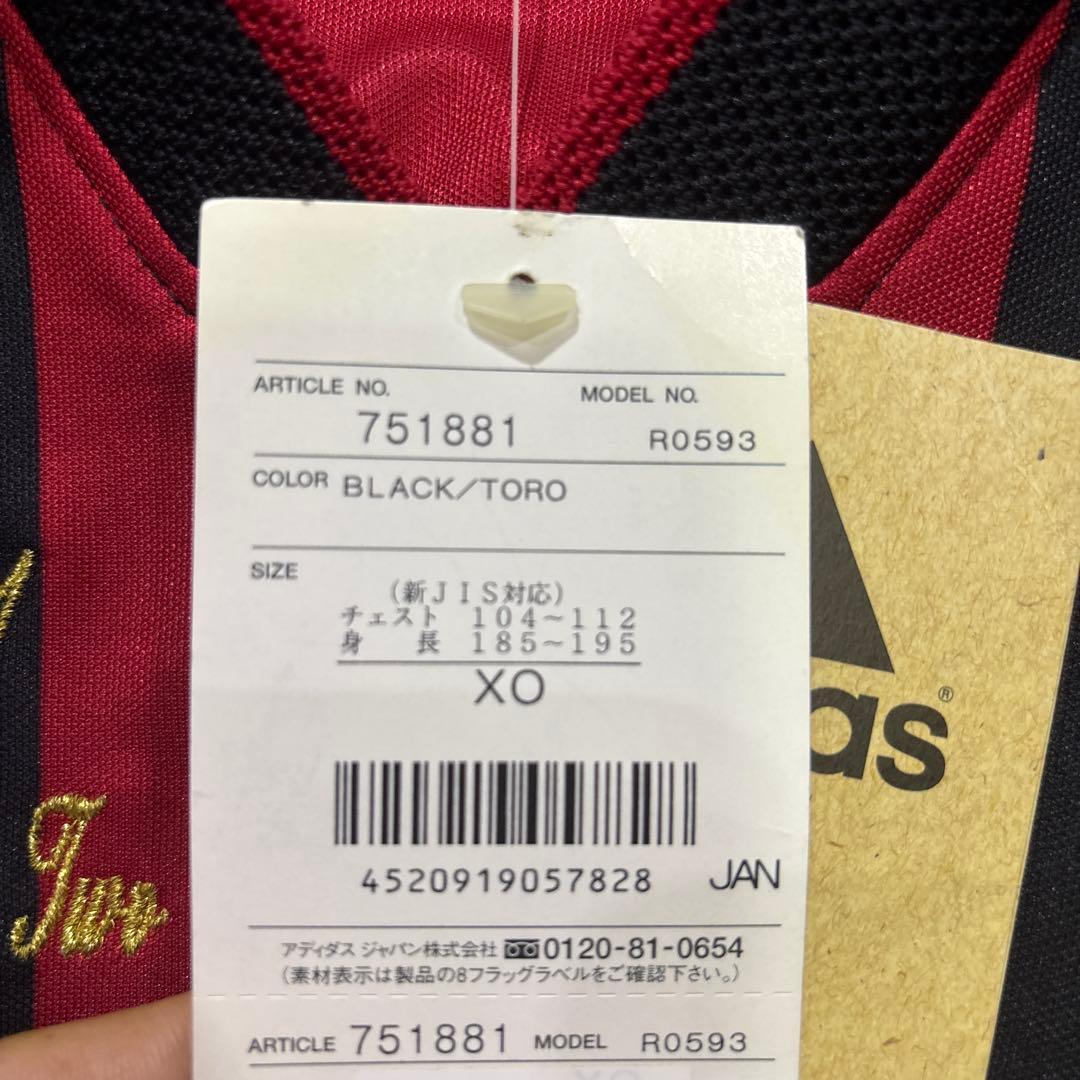 ARTICLE NO.
MODEL NO.
751881
R0593
COLOR BLACK/TORO
SIZE
(新JIS対応)
チェスト 104~112
身 長 185~195
XO
4520919057828 JAN
アディダス ジャパン株式会社 0120-81-0654
(素材表示は製品の8フラッグラベルをご確認下さい。)
ARTICLE 751881 MODEL R0593
XO
as®
Two